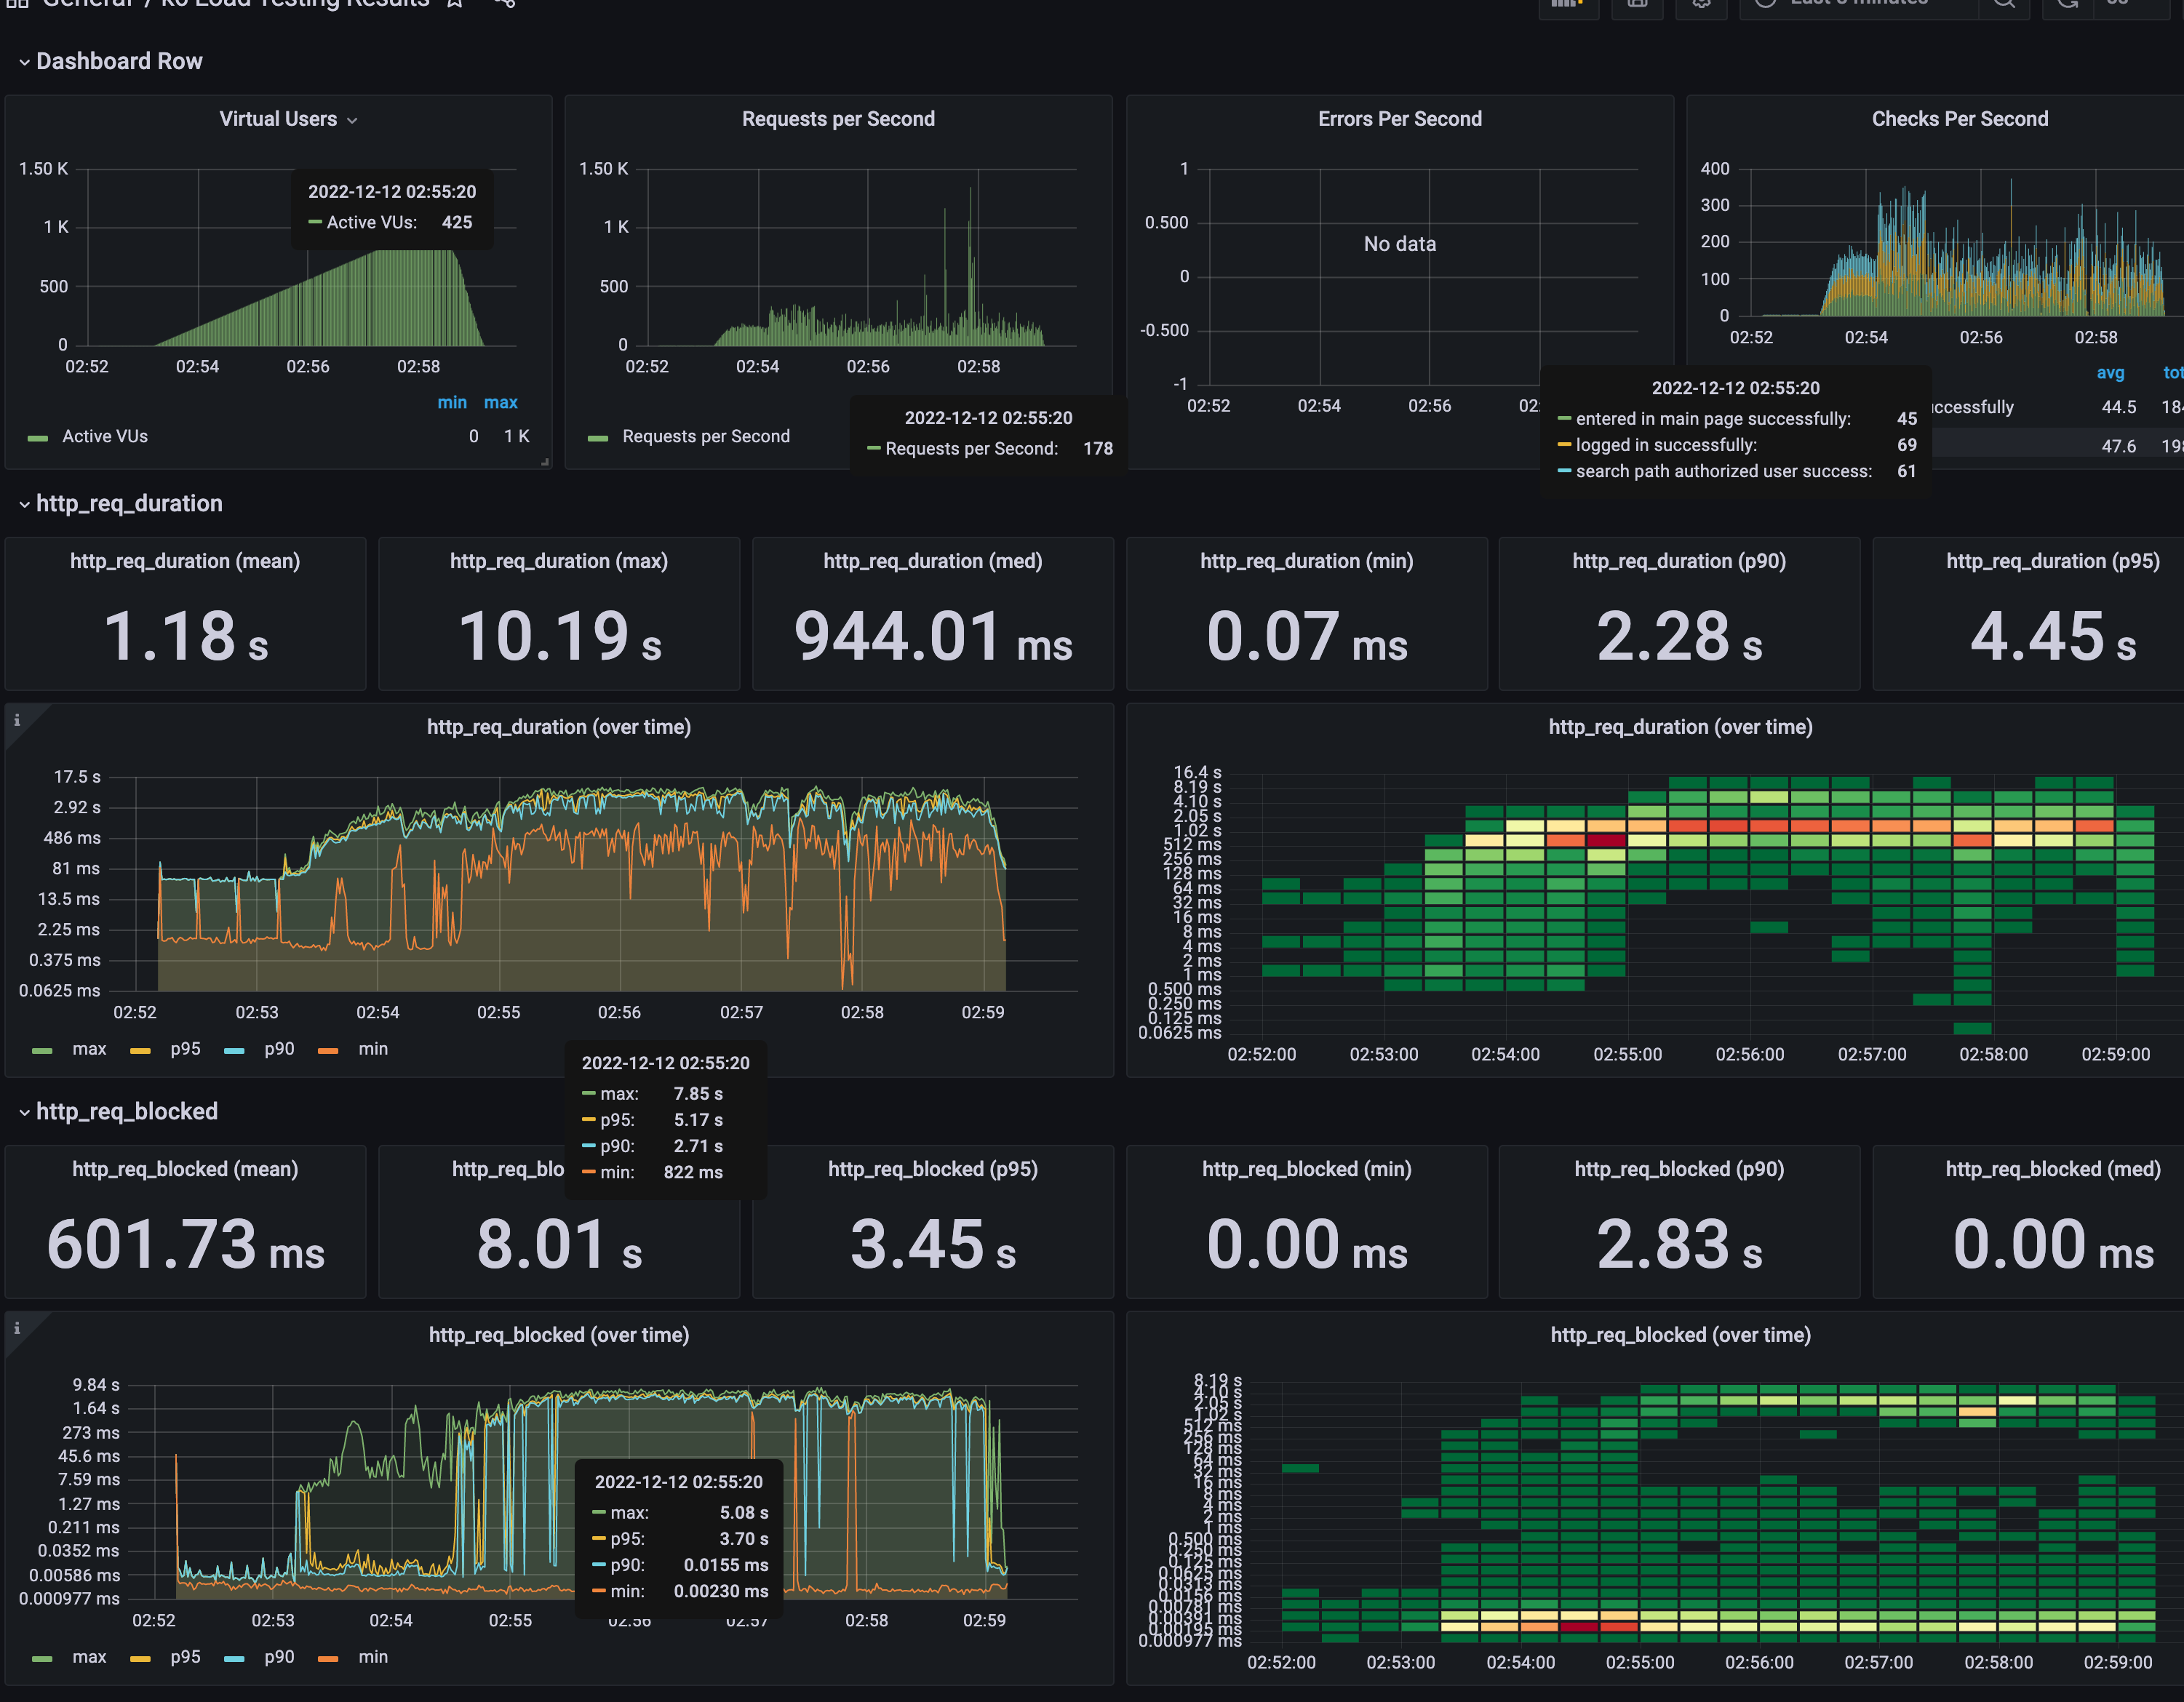 General / k6 Load Testing Results
Last 5 minutes
Dashboard Row
Virtual Users
1.50 K
1 K
500
0
02:52 02:54 02:56 02:58
2022-12-12 02:55:20
Active VUs: 425
min max
Active VUs 0 1 K
Requests per Second
1.50 K
1 K
500
0
02:52 02:54 02:56 02:58
Requests per Second
2022-12-12 02:55:20
Requests per Second: 178
Errors Per Second
1
0.500
0
-0.500
-1
No data
02:52 02:54 02:56 02:
Checks Per Second
400
300
200
100
0
02:52 02:54 02:56 02:58
avg tot
ccessfully 44.5 184
47.6 198
2022-12-12 02:55:20
entered in main page successfully: 45
logged in successfully: 69
search path authorized user success: 61
http_req_duration
http_req_duration (mean)
1.18 s
http_req_duration (max)
10.19 s
http_req_duration (med)
944.01 ms
http_req_duration (min)
0.07 ms
http_req_duration (p90)
2.28 s
http_req_duration (p95)
4.45 s
http_req_duration (over time)
17.5 s
2.92 s
486 ms
81 ms
13.5 ms
2.25 ms
0.375 ms
0.0625 ms
02:52 02:53 02:54 02:55 02:56 02:57 02:58 02:59
max p95 p90 min
2022-12-12 02:55:20
max: 7.85 s
p95: 5.17 s
p90: 2.71 s
min: 822 ms
http_req_duration (over time)
16.4 s
8.19 s
4.10 s
2.05 s
1.02 s
512 ms
256 ms
128 ms
64 ms
32 ms
16 ms
8 ms
4 ms
2 ms
1 ms
0.500 ms
0.250 ms
0.125 ms
0.0625 ms
02:52:00 02:53:00 02:54:00 02:55:00 02:56:00 02:57:00 02:58:00 02:59:00
http_req_blocked
http_req_blocked (mean)
601.73 ms
http_req_blo
8.01 s
http_req_blocked (p95)
3.45 s
http_req_blocked (min)
0.00 ms
http_req_blocked (p90)
2.83 s
http_req_blocked (med)
0.00 ms
http_req_blocked (over time)
9.84 s
1.64 s
273 ms
45.6 ms
7.59 ms
1.27 ms
0.211 ms
0.0352 ms
0.00586 ms
0.000977 ms
02:52 02:53 02:54 02:55 02:56 02:57 02:58 02:59
max p95 p90 min
2022-12-12 02:55:20
max: 5.08 s
p95: 3.70 s
p90: 0.0155 ms
min: 0.00230 ms
http_req_blocked (over time)
8.19 s
4.10 s
2.05 s
1.02 s
512 ms
256 ms
128 ms
64 ms
32 ms
16 ms
8 ms
4 ms
2 ms
1 ms
0.500 ms
0.250 ms
0.125 ms
0.0625 ms
0.0313 ms
0.0156 ms
0.00781 ms
0.00391 ms
0.00195 ms
0.000977 ms
02:52:00 02:53:00 02:54:00 02:55:00 02:56:00 02:57:00 02:58:00 02:59:00